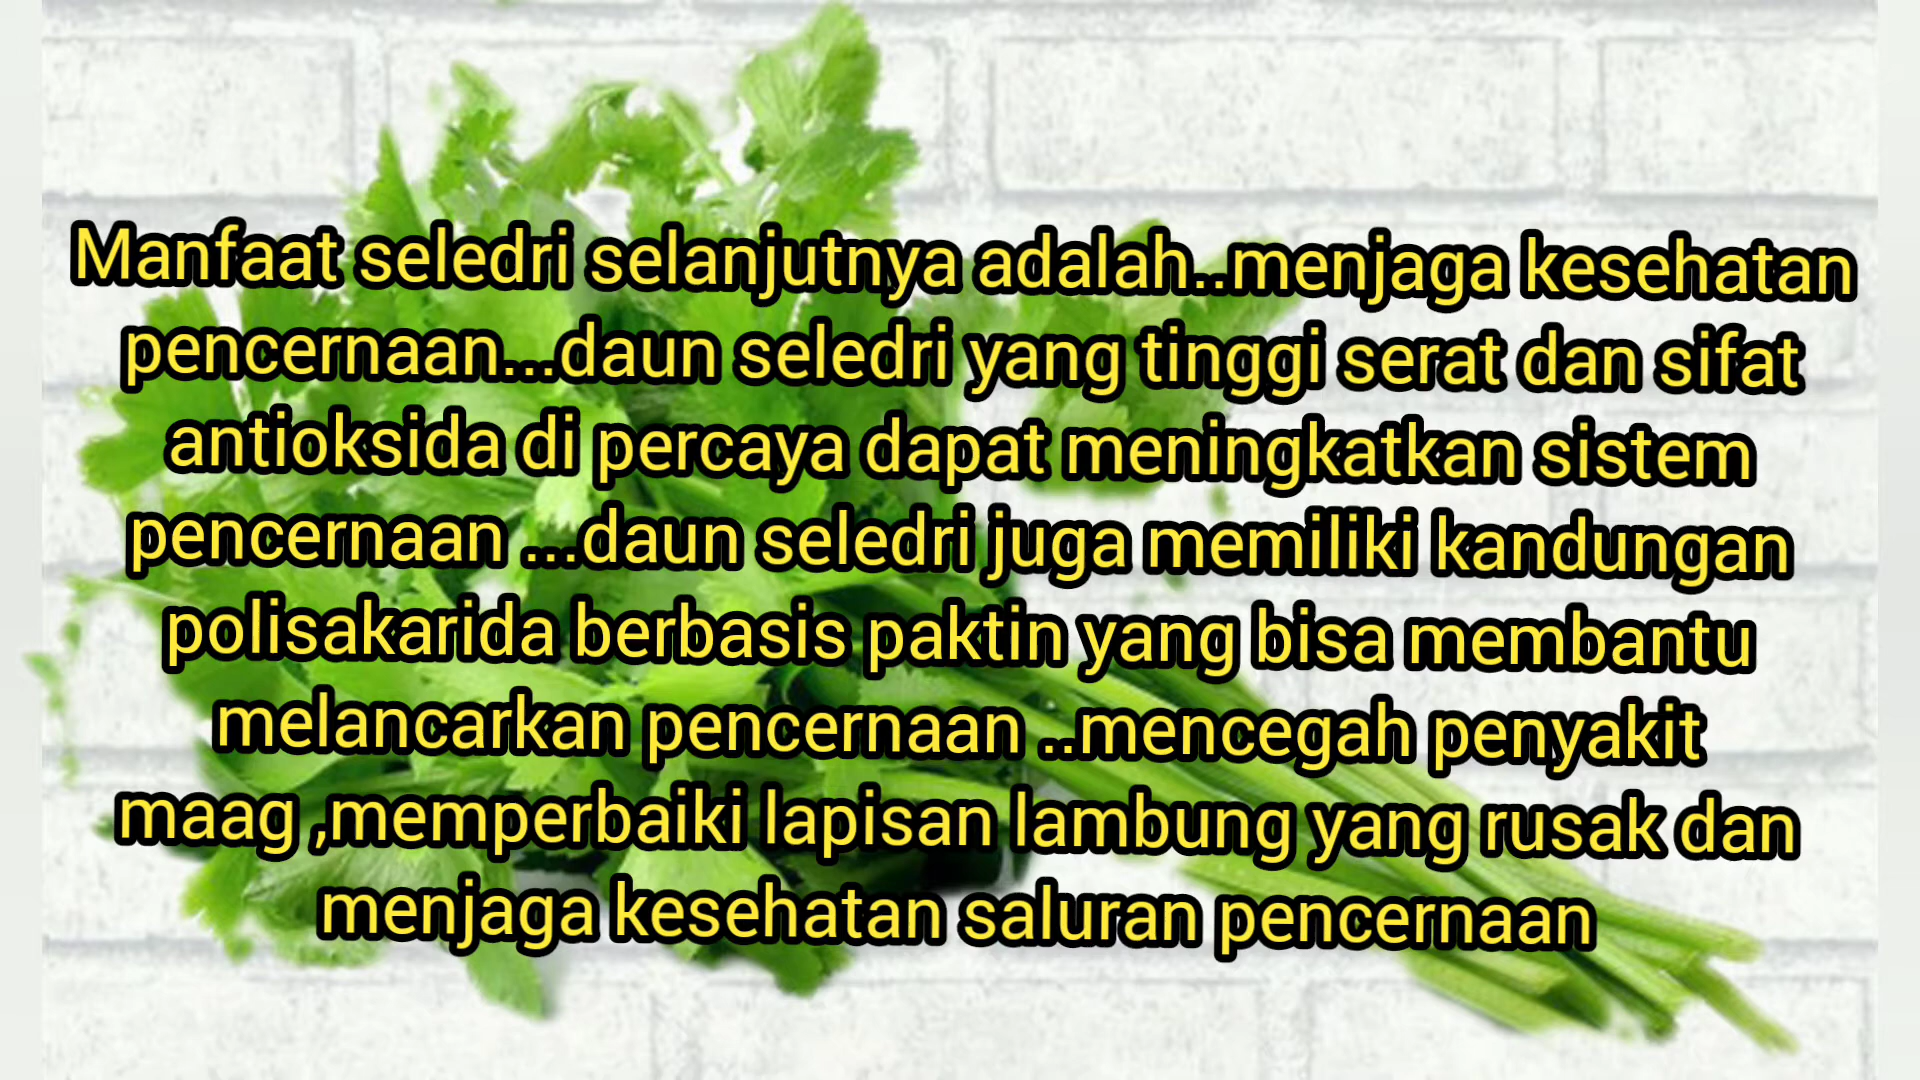 Manfaat seledri selanjutnya adalah..menjaga kesehatan
pencernaan...daun seledri yang tinggi serat dan sifat
antioksida di percaya dapat meningkatkan sistem
pencernaan ...daun seledri juga memiliki kandungan
polisakarida berbasis paktin yang bisa membantu
melancarkan pencernaan ..mencegah penyakit
maag ,memperbaiki lapisan lambung yang rusak dan
menjaga kesehatan saluran pencernaan